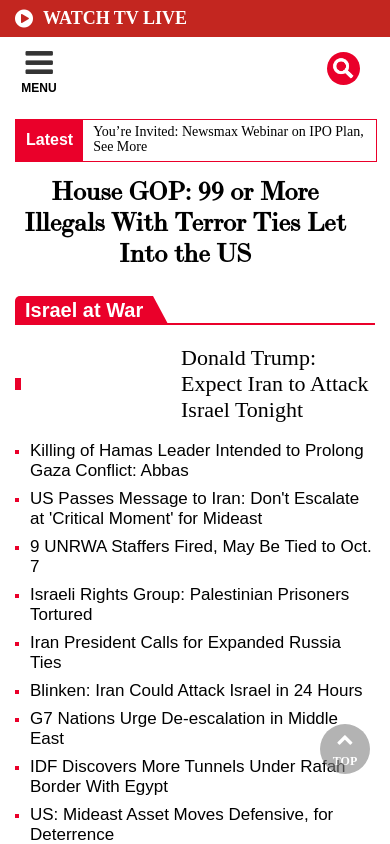 WATCH TV LIVE
MENU
Latest
You’re Invited: Newsmax Webinar on IPO Plan,
See More
House GOP: 99 or More
Illegals With Terror Ties Let
Into the US
Israel at War
Donald Trump:
Expect Iran to Attack
Israel Tonight
Killing of Hamas Leader Intended to Prolong
Gaza Conflict: Abbas
US Passes Message to Iran: Don't Escalate
at 'Critical Moment' for Mideast
9 UNRWA Staffers Fired, May Be Tied to Oct.
7
Israeli Rights Group: Palestinian Prisoners
Tortured
Iran President Calls for Expanded Russia
Ties
Blinken: Iran Could Attack Israel in 24 Hours
G7 Nations Urge De-escalation in Middle
East
IDF Discovers More Tunnels Under Rafah
Border With Egypt
TOP
US: Mideast Asset Moves Defensive, for
Deterrence